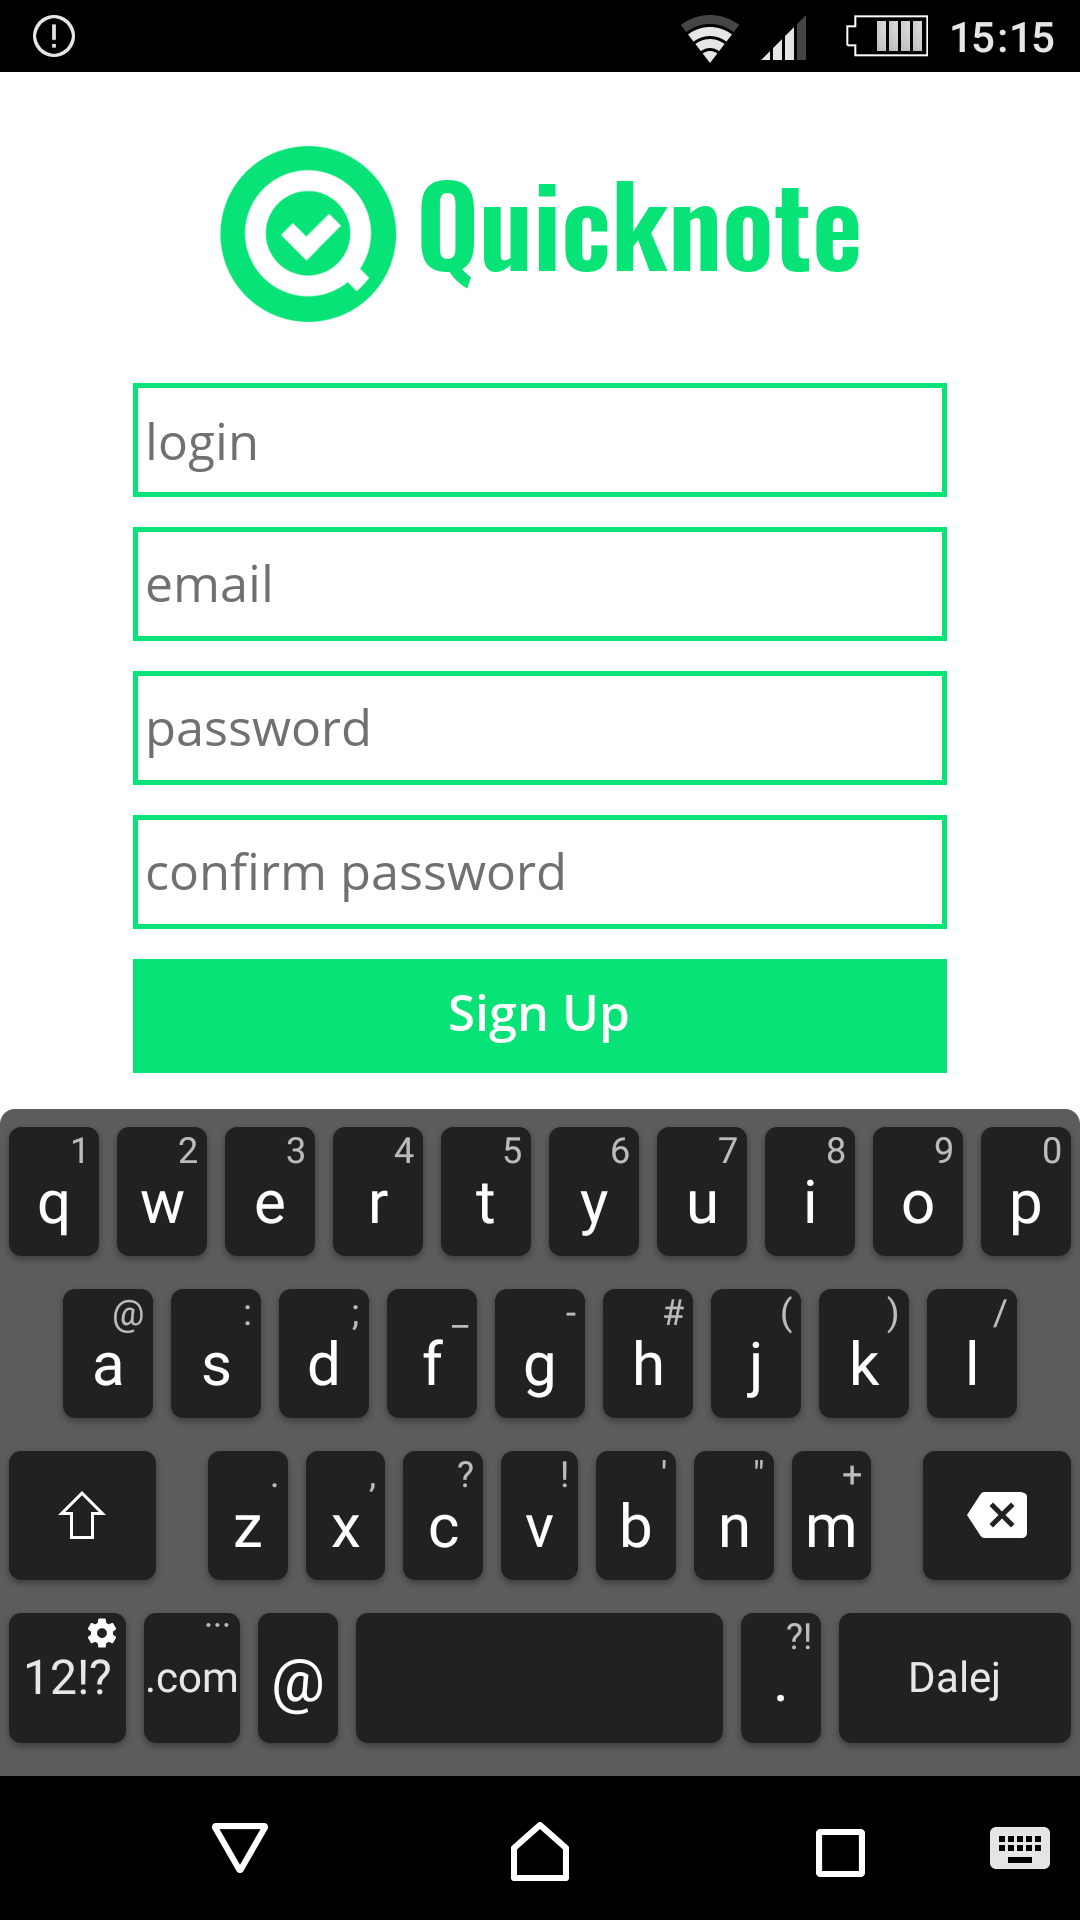 15:15
Quicknote
login
email
password
confirm password
Sign Up
1 2 3 4 5 6 7 8 9 0
q w e r t y u i o p
@ : ; _ - # ( ) /
a s d f g h j k l
. , ? ! ' " +
z x c v b n m
... ?!
12!? .com @ . Dalej